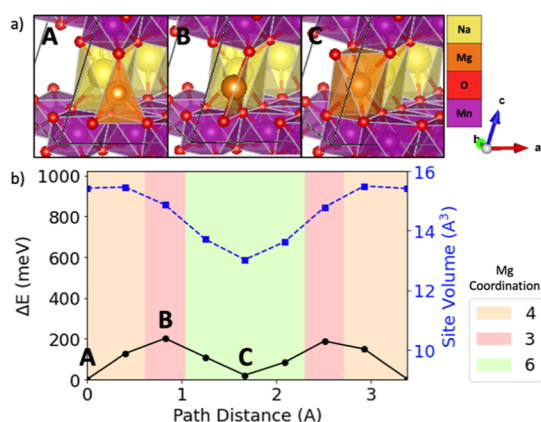 a)
A
B
C
Na
Mg
O
Mn
c
b
a
b)
1000
800
600
400
200
0
ΔE (meV)
A
B
C
16
14
12
10
Site Volume (Å³)
0
1
2
3
Path Distance (A)
Mg
Coordination
4
3
6